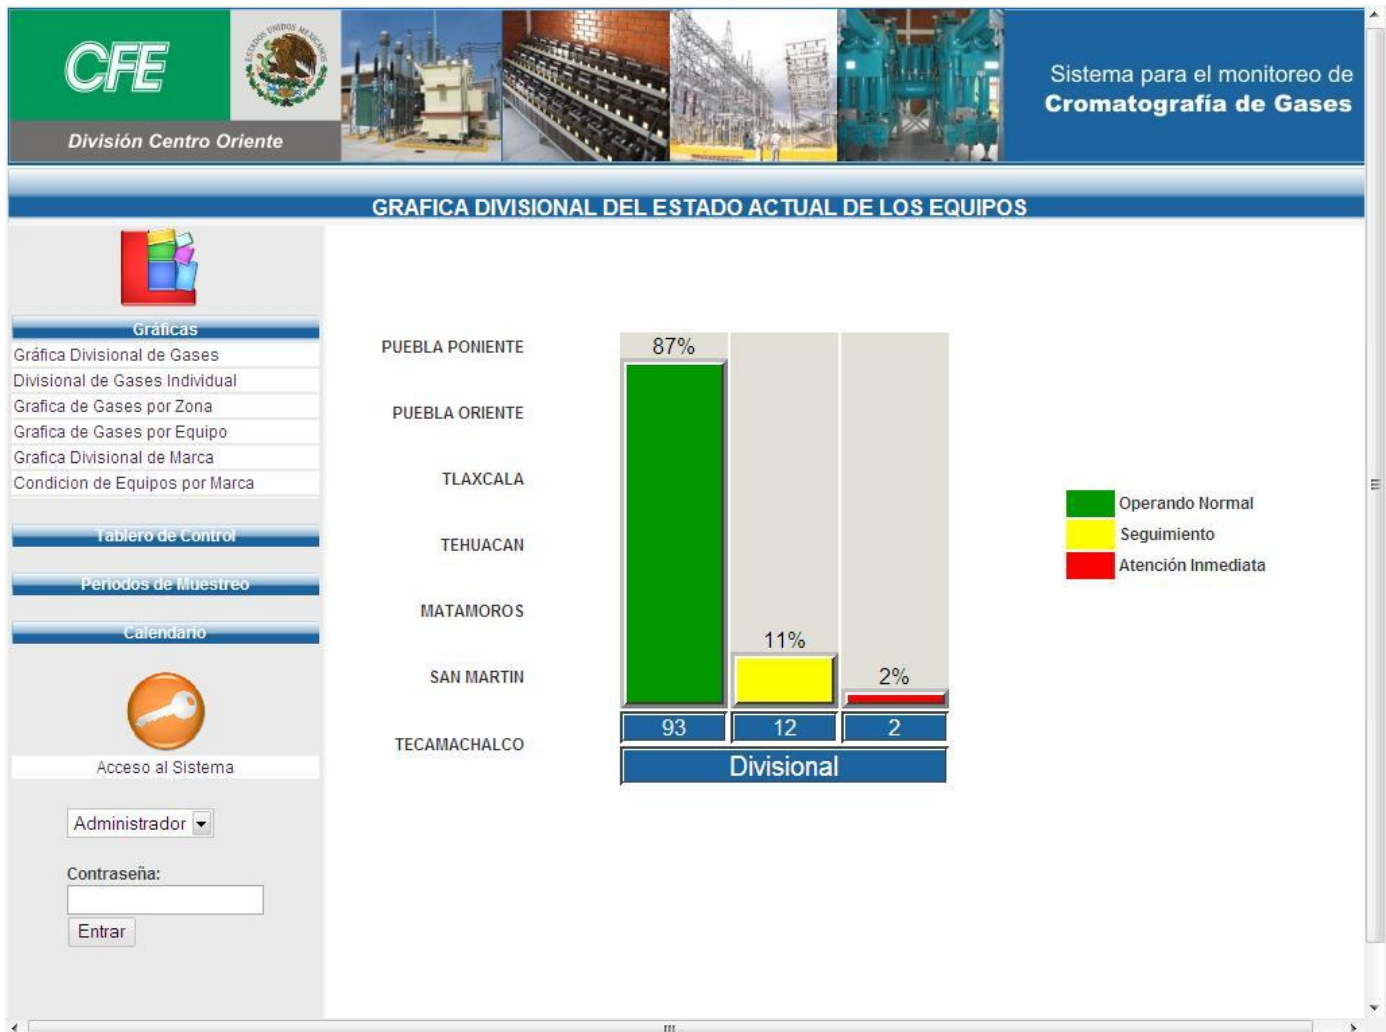 CFE
ESTADOS UNIDOS MEXICANOS
División Centro Oriente
Sistema para el monitoreo de
Cromatografía de Gases
GRAFICA DIVISIONAL DEL ESTADO ACTUAL DE LOS EQUIPOS
Gráficas
Gráfica Divisional de Gases
Divisional de Gases Individual
Grafica de Gases por Zona
Grafica de Gases por Equipo
Grafica Divisional de Marca
Condicion de Equipos por Marca
Tablero de Control
Periodos de Muestreo
Calendario
Acceso al Sistema
Administrador
Contraseña:
Entrar
PUEBLA PONIENTE
PUEBLA ORIENTE
TLAXCALA
TEHUACAN
MATAMOROS
SAN MARTIN
TECAMACHALCO
87%
11%
2%
93 12 2
Divisional
Operando Normal
Seguimiento
Atención Inmediata